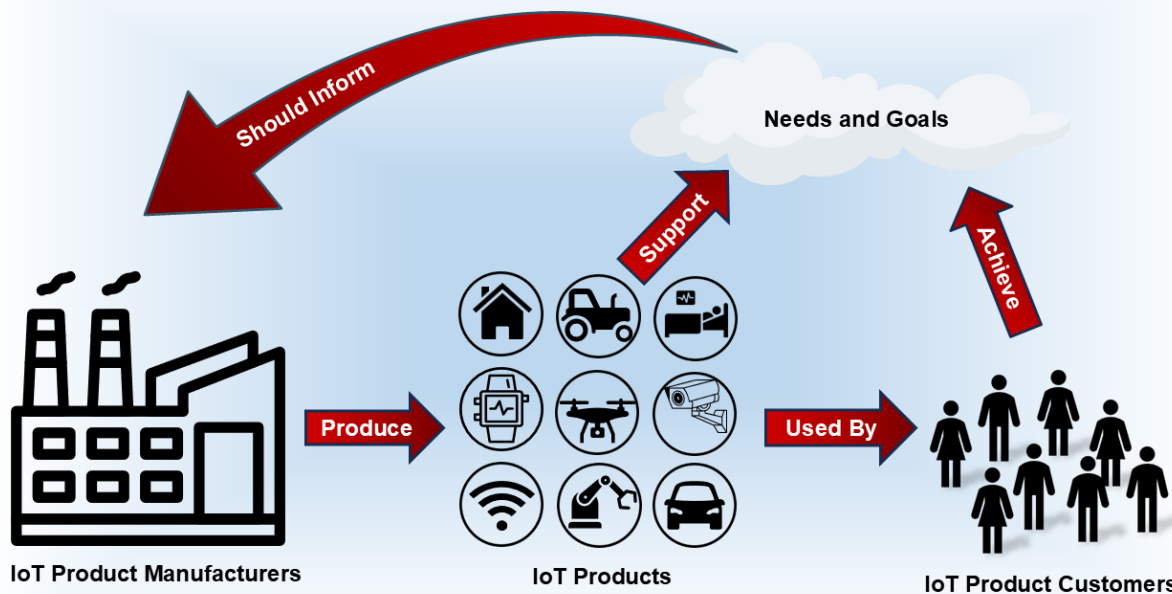 Should Inform
Needs and Goals
Support
Achieve
Produce
Used By
IoT Product Manufacturers
IoT Products
IoT Product Customers